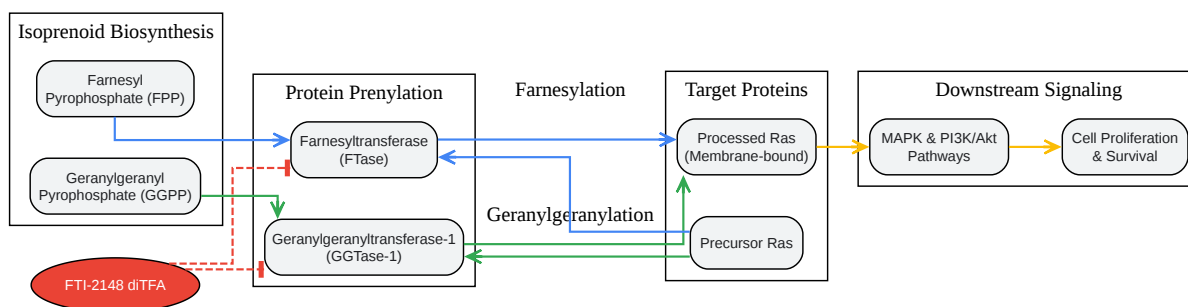 Isoprenoid Biosynthesis
Farnesyl
Pyrophosphate (FPP)
Geranylgeranyl
Pyrophosphate (GGPP)
FTI-2148 diTFA
Protein Prenylation
Farnesyltransferase
(FTase)
Geranylgeranyltransferase-1
(GGTase-1)
Farnesylation
Geranylgeranylation
Target Proteins
Processed Ras
(Membrane-bound)
Precursor Ras
Downstream Signaling
MAPK & PI3K/Akt
Pathways
Cell Proliferation
& Survival